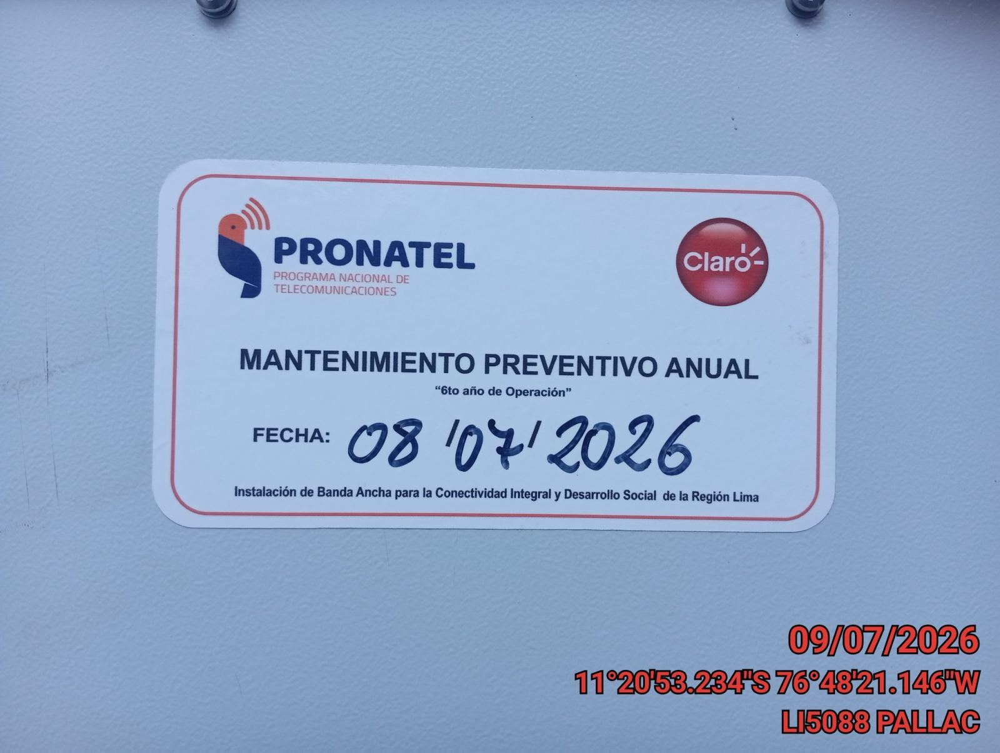 PRONATEL
PROGRAMA NACIONAL DE
TELECOMUNICACIONES
Claro
MANTENIMIENTO PREVENTIVO ANUAL
“6to año de Operación”
FECHA: 08/07/2026
Instalación de Banda Ancha para la Conectividad Integral y Desarrollo Social de la Región Lima
09/07/2026
11°20'53.234"S 76°48'21.146"W
LI5088 PALLAC